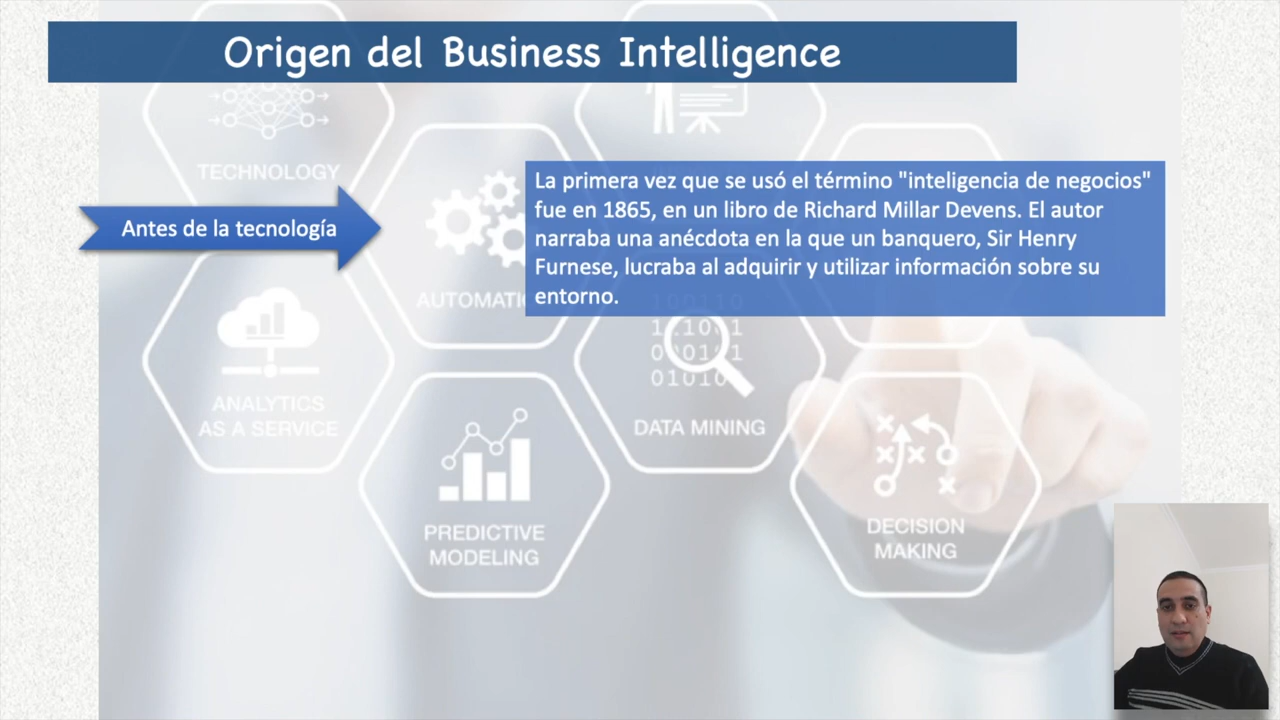 Origen del Business Intelligence
TECHNOLOGY
Antes de la tecnología
La primera vez que se usó el término "inteligencia de negocios"
fue en 1865, en un libro de Richard Millar Devens. El autor
narraba una anécdota en la que un banquero, Sir Henry
Furnese, lucraba al adquirir y utilizar información sobre su
entorno.
AUTOMATI
ANALYTICS
AS A SERVICE
DATA MINING
PREDICTIVE
MODELING
DECISION
MAKING